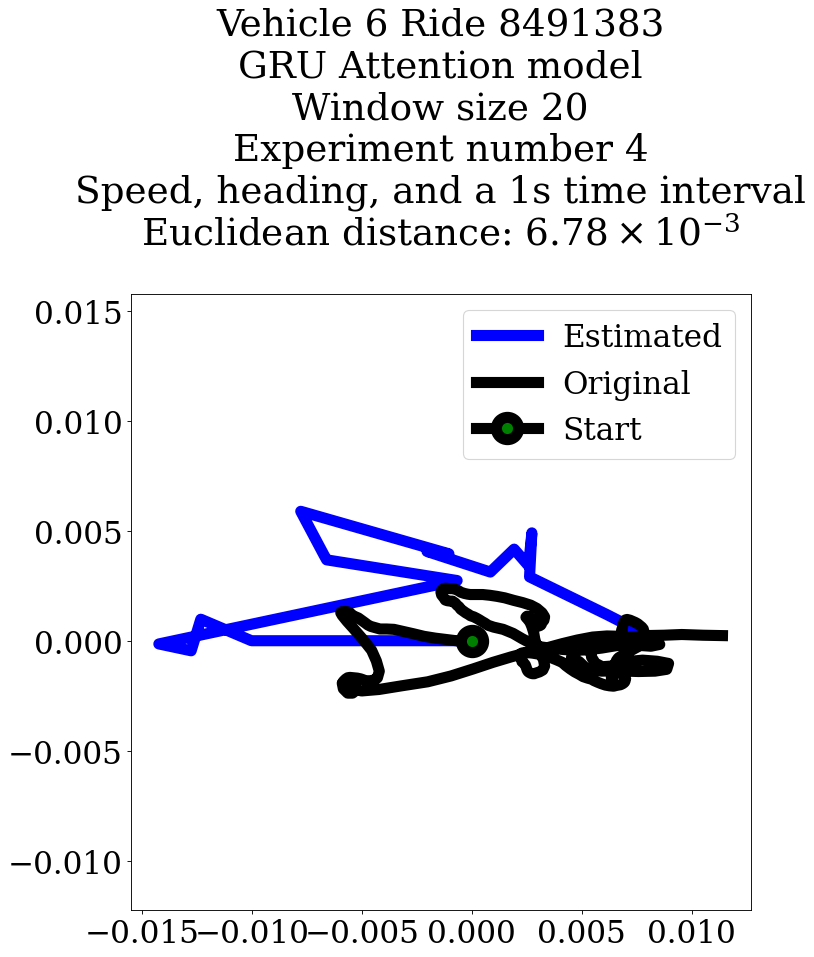 Vehicle 6 Ride 8491383
GRU Attention model
Window size 20
Experiment number 4
Speed, heading, and a 1s time interval
Euclidean distance: 6.78 × 10⁻³
Estimated
Original
Start
0.015
0.010
0.005
0.000
−0.005
−0.010
−0.015 −0.010 −0.005 0.000 0.005 0.010